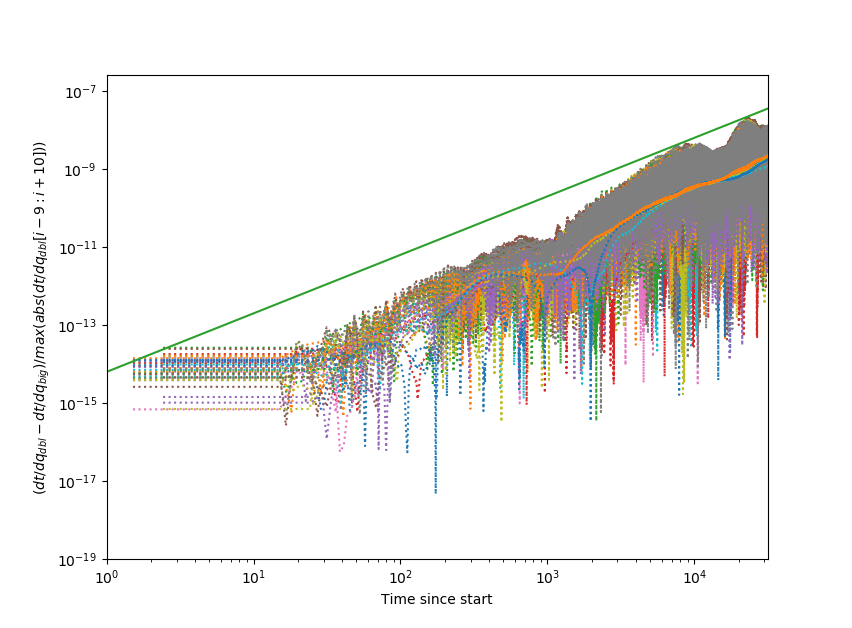 10^-7
10^-9
10^-11
10^-13
10^-15
10^-17
10^-19
(dt/dq_dbl − dt/dq_big)/max(abs(dt/dq_dbl[i − 9 : i + 10]))
10^0 10^1 10^2 10^3 10^4
Time since start